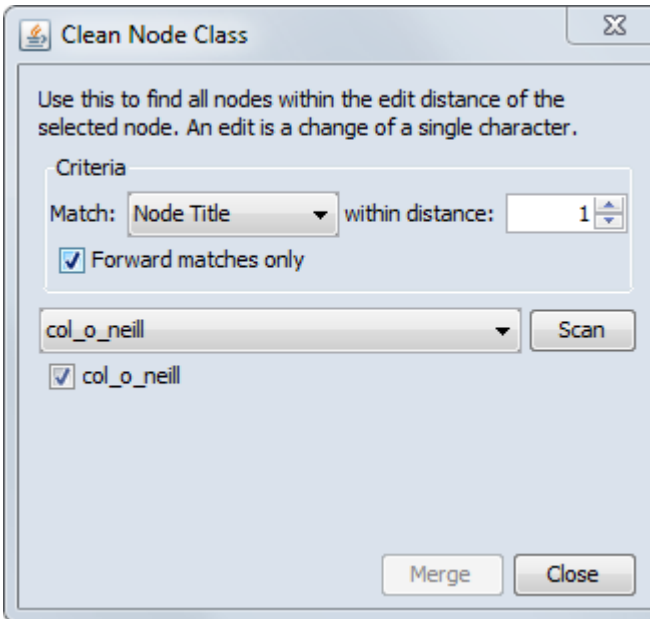 Clean Node Class
Use this to find all nodes within the edit distance of the
selected node. An edit is a change of a single character.
Criteria
Match: Node Title within distance: 1
Forward matches only
col_o_neill Scan
col_o_neill
Merge Close